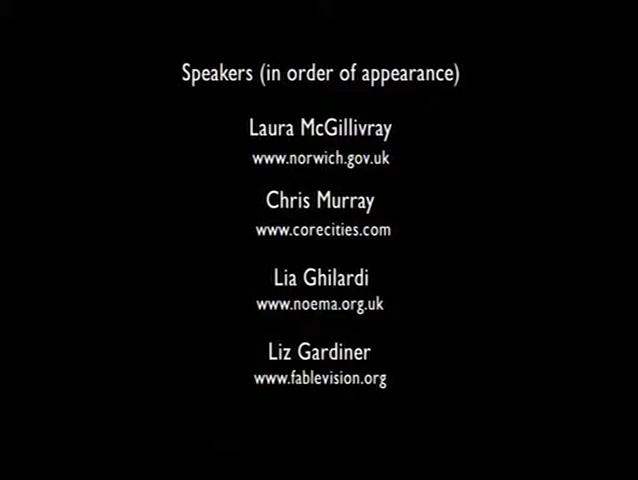 Speakers (in order of appearance)
Laura McGillivray
www.norwich.gov.uk
Chris Murray
www.corecities.com
Lia Ghilardi
www.noema.org.uk
Liz Gardiner
www.fablevision.org